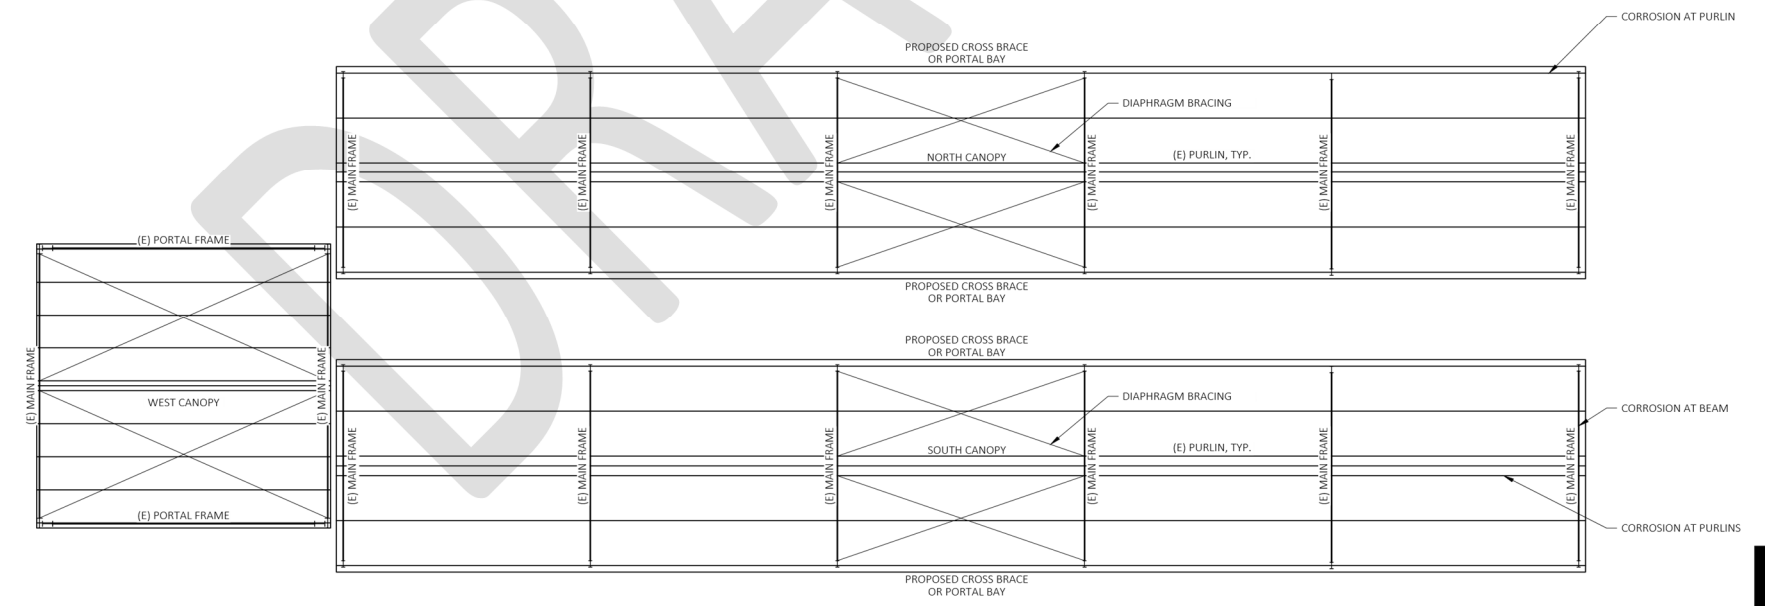 CORROSION AT PURLIN
PROPOSED CROSS BRACE
OR PORTAL BAY
DIAPHRAGM BRACING
(E) MAIN FRAME
(E) MAIN FRAME
(E) MAIN FRAME
NORTH CANOPY
(E) MAIN FRAME
(E) PURLIN, TYP.
(E) MAIN FRAME
(E) MAIN FRAME
PROPOSED CROSS BRACE
OR PORTAL BAY
(E) PORTAL FRAME
(E) MAIN FRAME
WEST CANOPY
(E) MAIN FRAME
(E) PORTAL FRAME
PROPOSED CROSS BRACE
OR PORTAL BAY
DIAPHRAGM BRACING
CORROSION AT BEAM
(E) MAIN FRAME
(E) MAIN FRAME
(E) MAIN FRAME
SOUTH CANOPY
(E) MAIN FRAME
(E) PURLIN, TYP.
(E) MAIN FRAME
(E) MAIN FRAME
CORROSION AT PURLINS
PROPOSED CROSS BRACE
OR PORTAL BAY
DRA